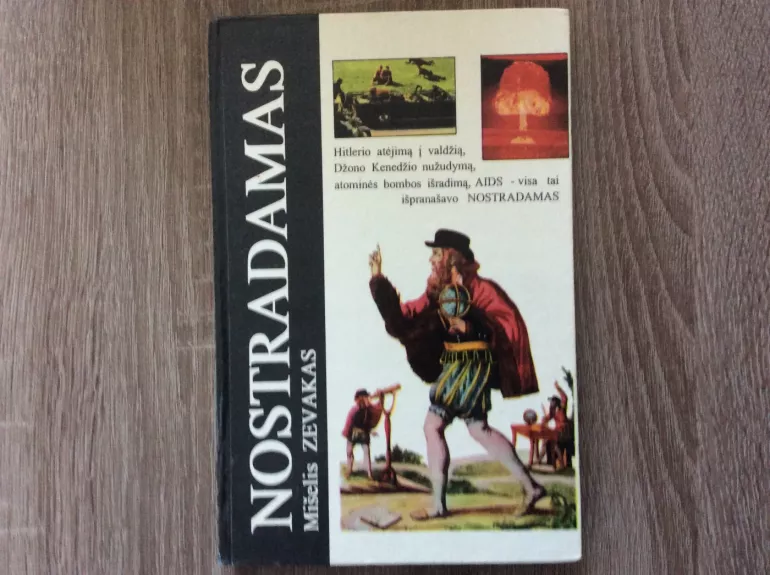 NOSTRADAMAS
Mišelis ZEVAKAS
Hitlerio atėjimą į valdžią,
Džono Kenedžio nužudymą,
atominės bombos išradimą, AIDS - visa tai
išpranašavo NOSTRADAMAS